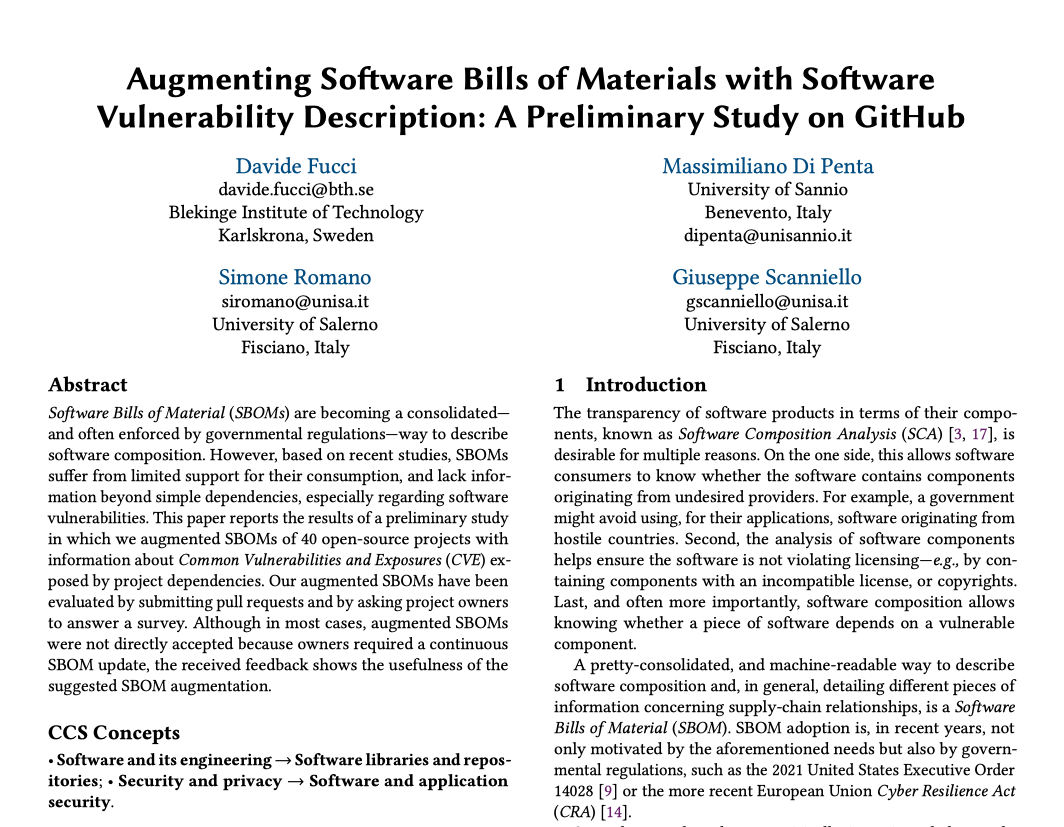 Augmenting Software Bills of Materials with Software
Vulnerability Description: A Preliminary Study on GitHub
Davide Fucci
davide.fucci@bth.se
Blekinge Institute of Technology
Karlskrona, Sweden
Massimiliano Di Penta
University of Sannio
Benevento, Italy
dipenta@unisannio.it
Simone Romano
siromano@unisa.it
University of Salerno
Fisciano, Italy
Giuseppe Scanniello
gscanniello@unisa.it
University of Salerno
Fisciano, Italy
Abstract
Software Bills of Material (SBOMs) are becoming a consolidated—
and often enforced by governmental regulations—way to describe
software composition. However, based on recent studies, SBOMs
suffer from limited support for their consumption, and lack infor-
mation beyond simple dependencies, especially regarding software
vulnerabilities. This paper reports the results of a preliminary study
in which we augmented SBOMs of 40 open-source projects with
information about Common Vulnerabilities and Exposures (CVE) ex-
posed by project dependencies. Our augmented SBOMs have been
evaluated by submitting pull requests and by asking project owners
to answer a survey. Although in most cases, augmented SBOMs
were not directly accepted because owners required a continuous
SBOM update, the received feedback shows the usefulness of the
suggested SBOM augmentation.
CCS Concepts
• Software and its engineering → Software libraries and repos-
itories; • Security and privacy → Software and application
security.
1 Introduction
The transparency of software products in terms of their compo-
nents, known as Software Composition Analysis (SCA) [3, 17], is
desirable for multiple reasons. On the one side, this allows software
consumers to know whether the software contains components
originating from undesired providers. For example, a government
might avoid using, for their applications, software originating from
hostile countries. Second, the analysis of software components
helps ensure the software is not violating licensing—e.g., by con-
taining components with an incompatible license, or copyrights.
Last, and often more importantly, software composition allows
knowing whether a piece of software depends on a vulnerable
component.
A pretty-consolidated, and machine-readable way to describe
software composition and, in general, detailing different pieces of
information concerning supply-chain relationships, is a Software
Bills of Material (SBOM). SBOM adoption is, in recent years, not
only motivated by the aforementioned needs but also by govern-
mental regulations, such as the 2021 United States Executive Order
14028 [9] or the more recent European Union Cyber Resilience Act
(CRA) [14].